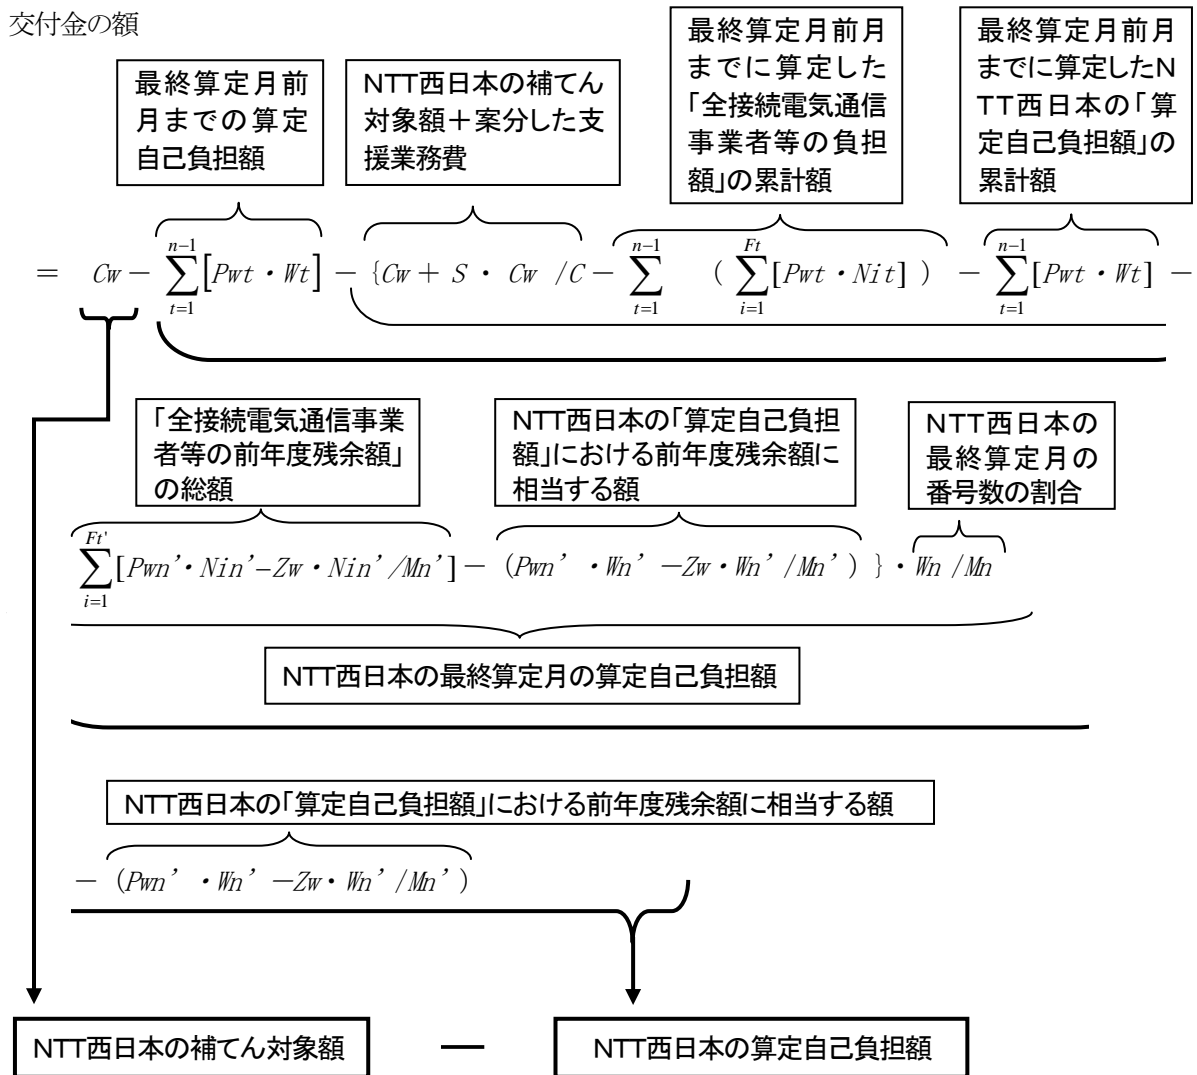 交付金の額
最終算定月前
月までの算定
自己負担額
NTT西日本の補てん
対象額+案分した支
援業務費
最終算定月前月
までに算定した
「全接続電気通信
事業者等の負担
額」の累計額
最終算定月前月
までに算定したN
TT西日本の「算
定自己負担額」の
累計額
= Cw − \sum_{t=1}^{n−1}[Pwt・Wt] − {Cw + S ・ Cw /C − \sum_{t=1}^{n−1} ( \sum_{i=1}^{Ft}[Pwt・Nit] ) − \sum_{t=1}^{n−1}[Pwt・Wt] −
「全接続電気通信事業
者等の前年度残余額」
の総額
NTT西日本の「算定自己負担
額」における前年度残余額に
相当する額
NTT西日本の
最終算定月の
番号数の割合
\sum_{i=1}^{Ft'}[Pwn’・Nin’−Zw・Nin’/Mn’] − (Pwn’ ・Wn’ −Zw・Wn’/Mn’) }・Wn /Mn
NTT西日本の最終算定月の算定自己負担額
NTT西日本の「算定自己負担額」における前年度残余額に相当する額
− (Pwn’ ・Wn’ −Zw・Wn’/Mn’)
NTT西日本の補てん対象額 — NTT西日本の算定自己負担額